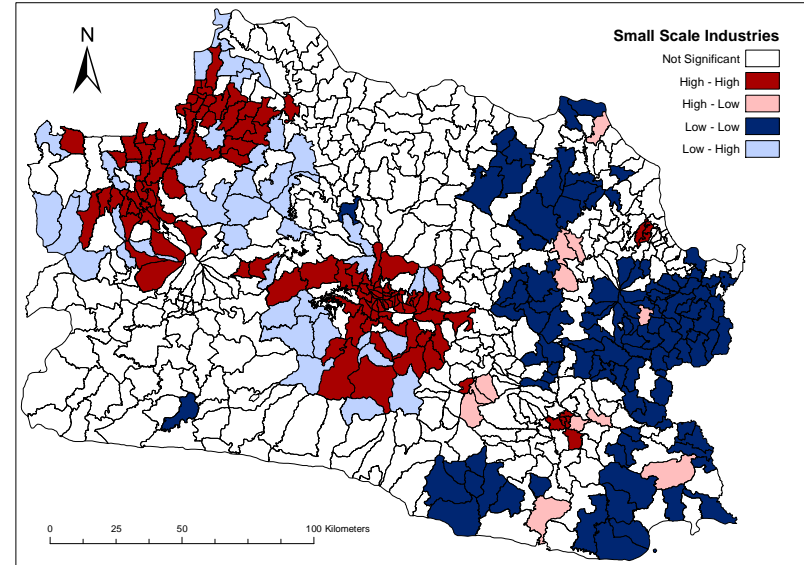 N
Small Scale Industries
Not Significant
High - High
High - Low
Low - Low
Low - High
0 25 50 100 Kilometers